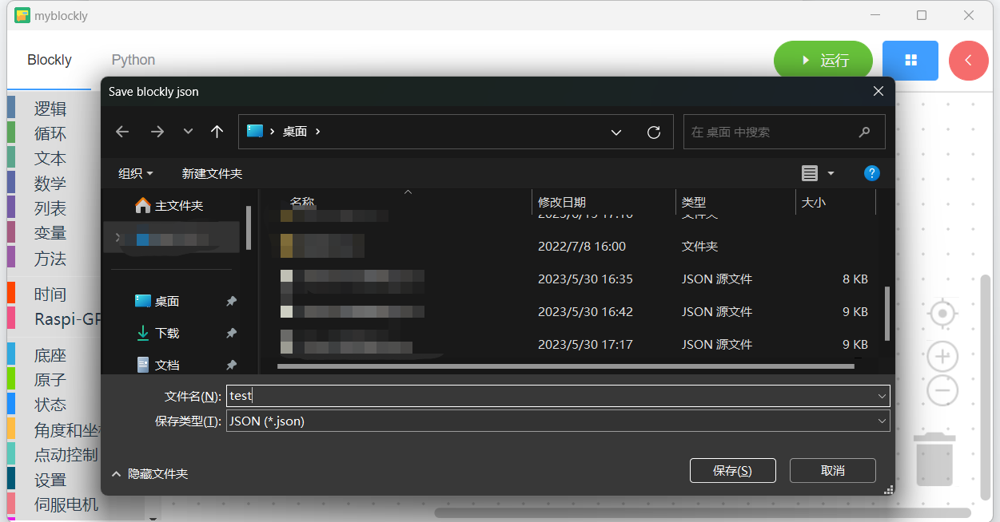 myblockly
Blockly
Python
运行
Save blockly json
桌面
在 桌面 中搜索
组织
新建文件夹
?
主文件夹
名称
修改日期
类型
大小
2022/7/8 16:00
文件夹
2023/5/30 16:35
JSON 源文件
8 KB
2023/5/30 16:42
JSON 源文件
9 KB
2023/5/30 17:17
JSON 源文件
9 KB
桌面
下载
文档
文件名(N):
test
保存类型(T):
JSON (*.json)
隐藏文件夹
保存(S)
取消
逻辑
循环
文本
数学
列表
变量
方法
时间
Raspi-GP
底座
原子
状态
角度和坐
点动控制
设置
伺服电机